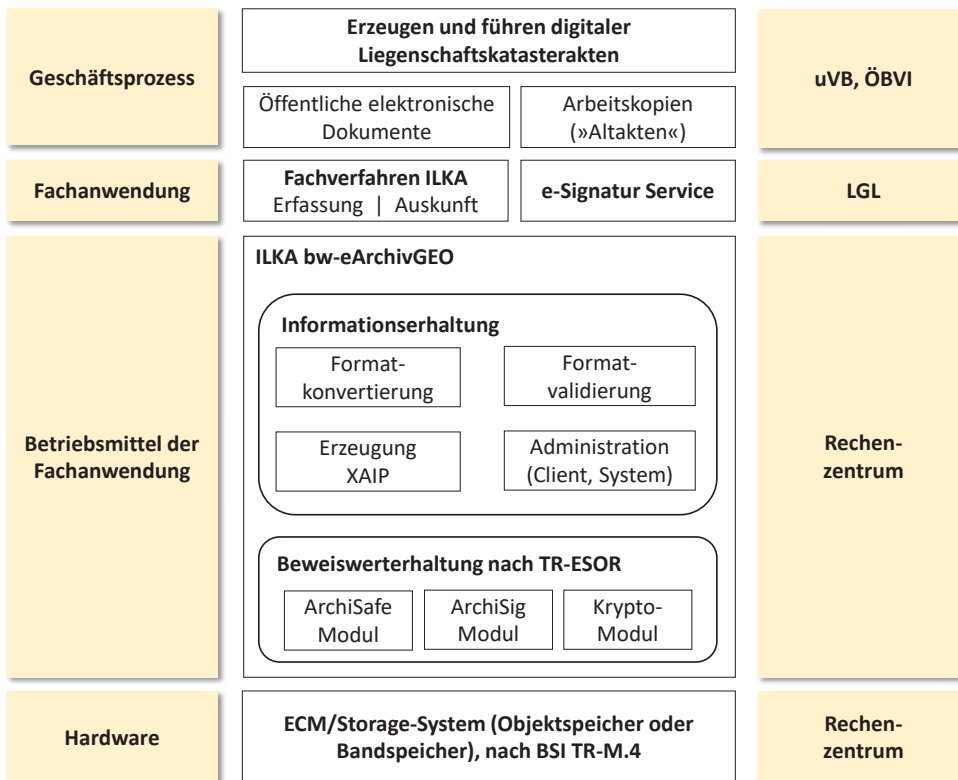 Geschäftsprozess
Erzeugen und führen digitaler
Liegenschaftskatasterakten
Öffentliche elektronische
Dokumente
Arbeitskopien
(»Altakten«)
uVB, ÖBVI
Fachanwendung
Fachverfahren ILKA
Erfassung | Auskunft
e-Signatur Service
LGL
Betriebsmittel der
Fachanwendung
ILKA bw-eArchivGEO
Informationserhaltung
Format-
konvertierung
Format-
validierung
Erzeugung
XAIP
Administration
(Client, System)
Beweiswerterhaltung nach TR-ESOR
ArchiSafe
Modul
ArchiSig
Modul
Krypto-
Modul
Rechen-
zentrum
Hardware
ECM/Storage-System (Objektspeicher oder
Bandspeicher), nach BSI TR-M.4
Rechen-
zentrum